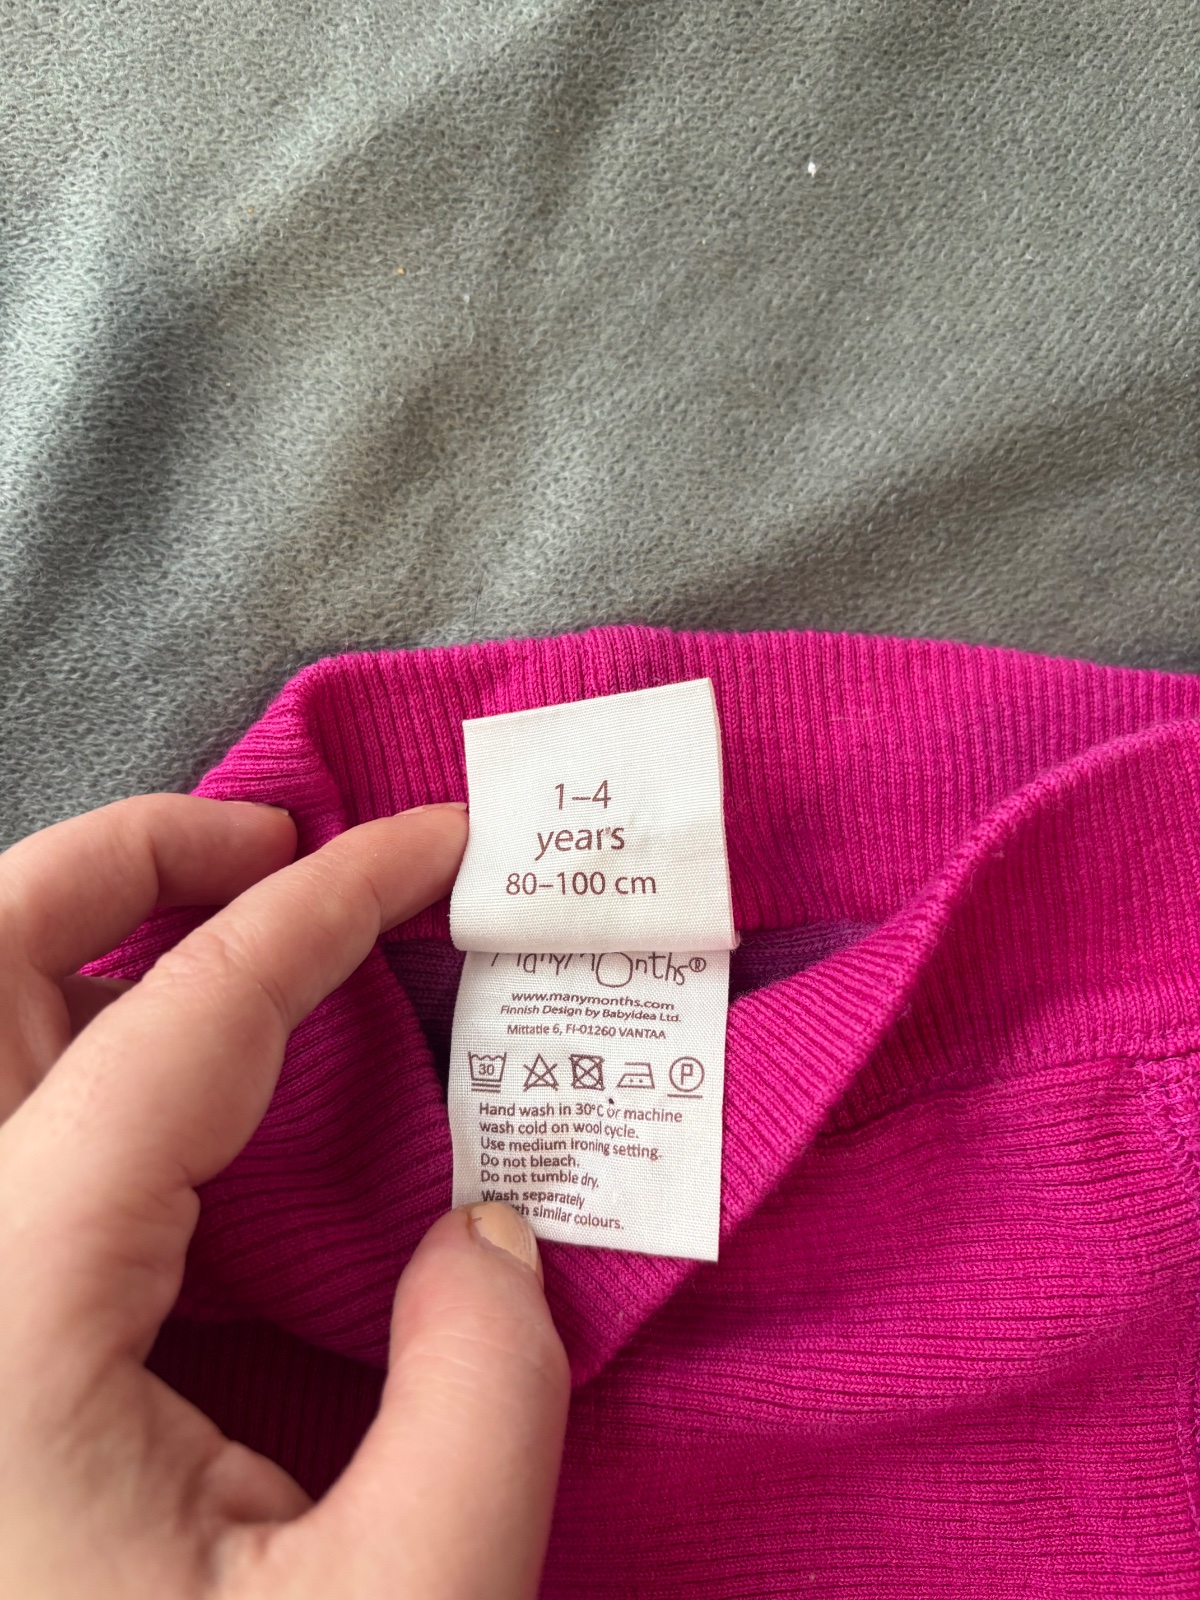 1–4
years
80–100 cm
ManyMonths®
www.manymonths.com
Finnish Design by Babyidea Ltd.
Mittatie 6, FI-01260 VANTAA
30 P
Hand wash in 30°C or machine
wash cold on wool cycle.
Use medium ironing setting.
Do not bleach.
Do not tumble dry.
Wash separately
similar colours.